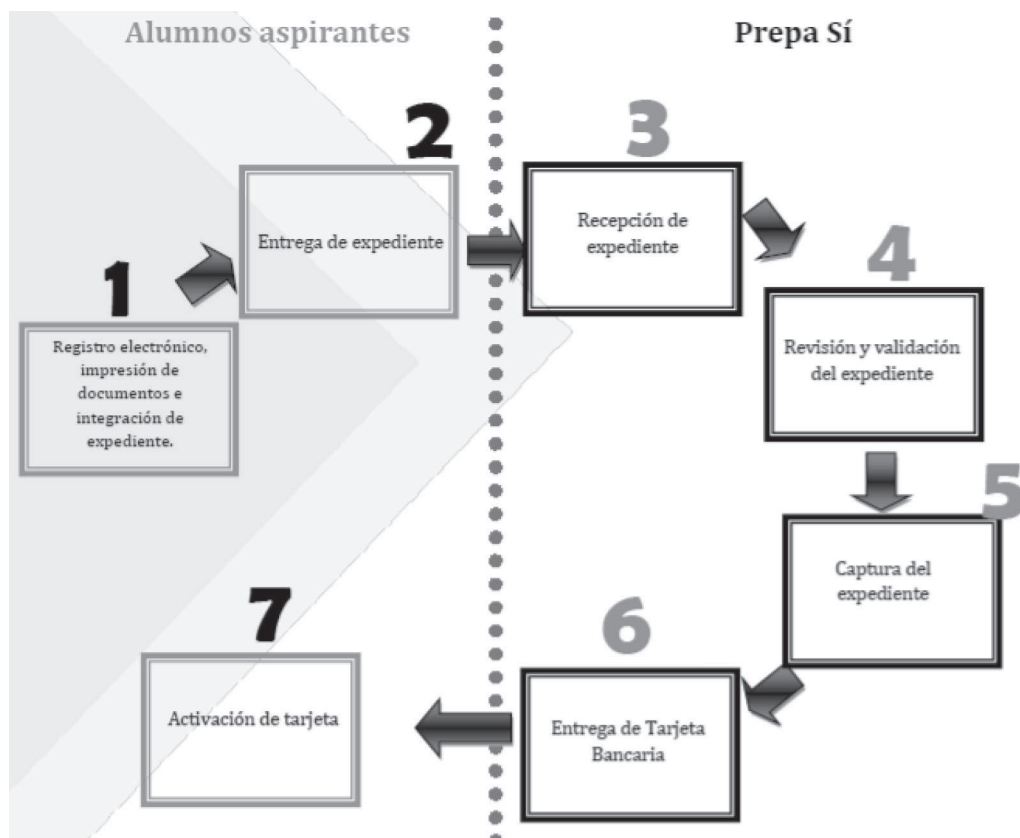 Alumnos aspirantes
Prepa Sí
1
Registro electrónico,
impresión de
documentos e
integración de
expediente.
2
Entrega de expediente
3
Recepción de
expediente
4
Revisión y validación
del expediente
5
Captura del
expediente
6
Entrega de Tarjeta
Bancaria
7
Activación de tarjeta